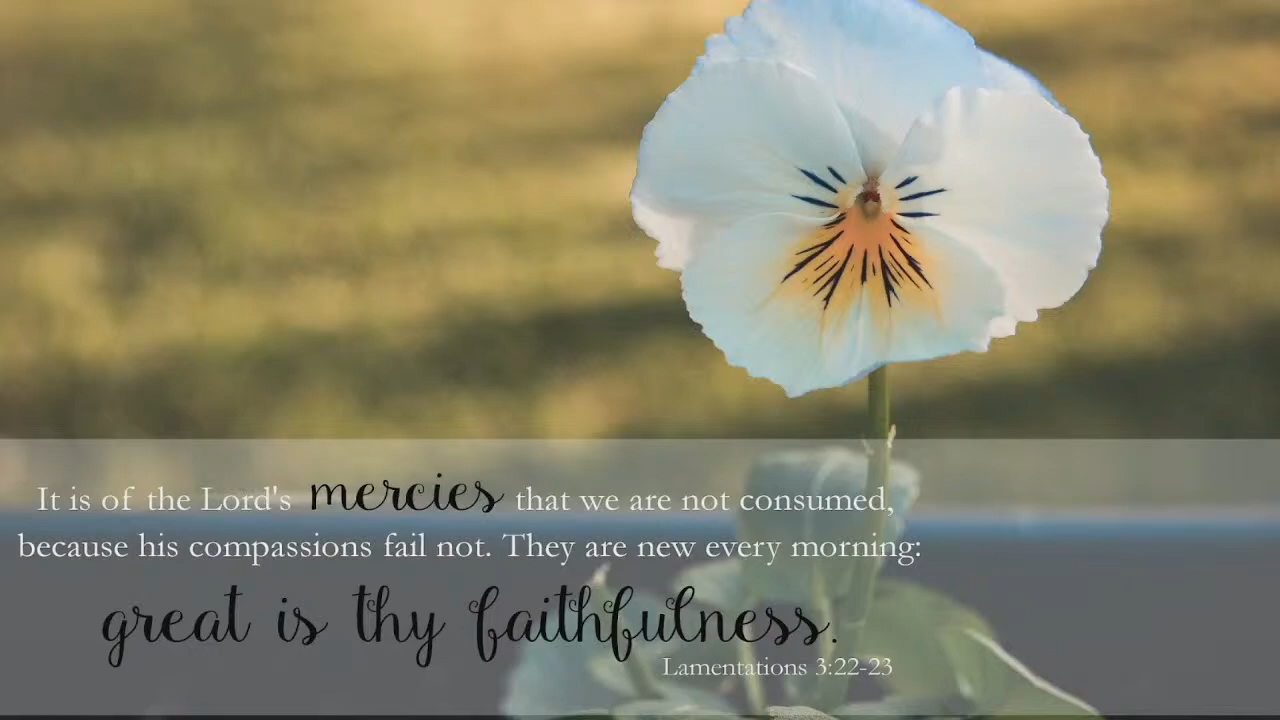 It is of the Lord's mercies that we are not consumed,
because his compassions fail not. They are new every morning:
great is thy faithfulness.
Lamentations 3:22-23